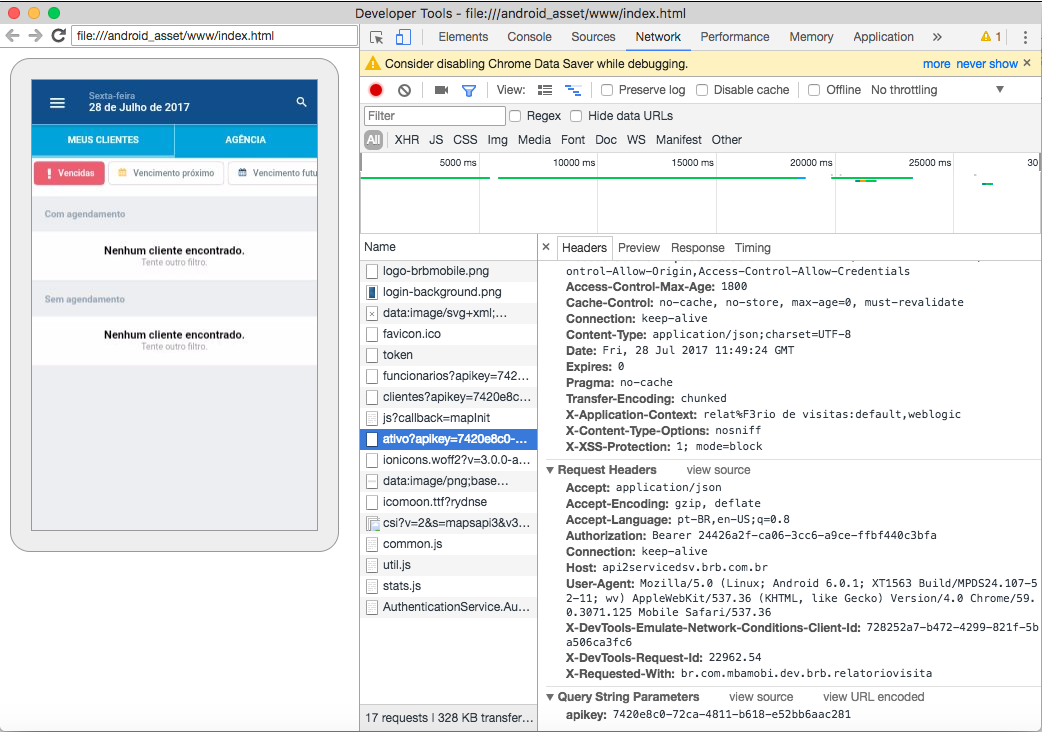 Developer Tools - file:///android_asset/www/index.html
file:///android_asset/www/index.html
Elements Console Sources Network Performance Memory Application » 1
Consider disabling Chrome Data Saver while debugging. more never show ×
View: Preserve log Disable cache Offline No throttling
Filter Regex Hide data URLs
All XHR JS CSS Img Media Font Doc WS Manifest Other
5000 ms 10000 ms 15000 ms 20000 ms 25000 ms 30
Sexta-feira
28 de Julho de 2017
MEUS CLIENTES AGÊNCIA
Vencidas Vencimento próximo Vencimento futu
Com agendamento
Nenhum cliente encontrado.
Tente outro filtro.
Sem agendamento
Nenhum cliente encontrado.
Tente outro filtro.
Name
logo-brbmobile.png
login-background.png
data:image/svg+xml;...
favicon.ico
token
funcionarios?apikey=742...
clientes?apikey=7420e8c...
js?callback=mapInit
ativo?apikey=7420e8c0-...
ionicons.woff2?v=3.0.0-a...
data:image/png;base...
icomoon.ttf?rydnse
csi?v=2&s=mapsapi3&v3...
common.js
util.js
stats.js
AuthenticationService.Au...
17 requests | 328 KB transfer...
× Headers Preview Response Timing
ontrol-Allow-Origin,Access-Control-Allow-Credentials
Access-Control-Max-Age: 1800
Cache-Control: no-cache, no-store, max-age=0, must-revalidate
Connection: keep-alive
Content-Type: application/json;charset=UTF-8
Date: Fri, 28 Jul 2017 11:49:24 GMT
Expires: 0
Pragma: no-cache
Transfer-Encoding: chunked
X-Application-Context: relat%F3rio de visitas:default,weblogic
X-Content-Type-Options: nosniff
X-XSS-Protection: 1; mode=block
Request Headers view source
Accept: application/json
Accept-Encoding: gzip, deflate
Accept-Language: pt-BR,en-US;q=0.8
Authorization: Bearer 24426a2f-ca06-3cc6-a9ce-ffbf440c3bfa
Connection: keep-alive
Host: api2servicedsv.brb.com.br
User-Agent: Mozilla/5.0 (Linux; Android 6.0.1; XT1563 Build/MPDS24.107-5
2-11; wv) AppleWebKit/537.36 (KHTML, like Gecko) Version/4.0 Chrome/59.
0.3071.125 Mobile Safari/537.36
X-DevTools-Emulate-Network-Conditions-Client-Id: 728252a7-b472-4299-821f-5b
a506ca3fc6
X-DevTools-Request-Id: 22962.54
X-Requested-With: br.com.mbamobi.dev.brb.relatoriovisita
Query String Parameters view source view URL encoded
apikey: 7420e8c0-72ca-4811-b618-e52bb6aac281